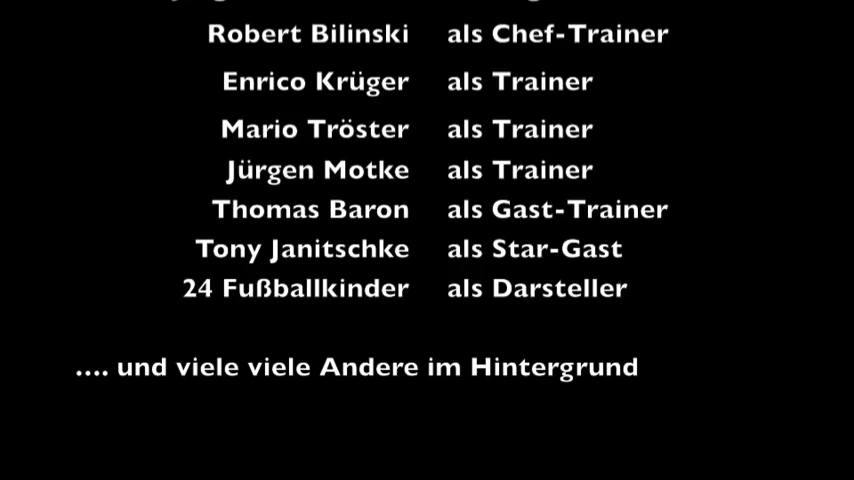 Robert Bilinski als Chef-Trainer
Enrico Krüger als Trainer
Mario Tröster als Trainer
Jürgen Motke als Trainer
Thomas Baron als Gast-Trainer
Tony Janitschke als Star-Gast
24 Fußballkinder als Darsteller
.... und viele viele Andere im Hintergrund